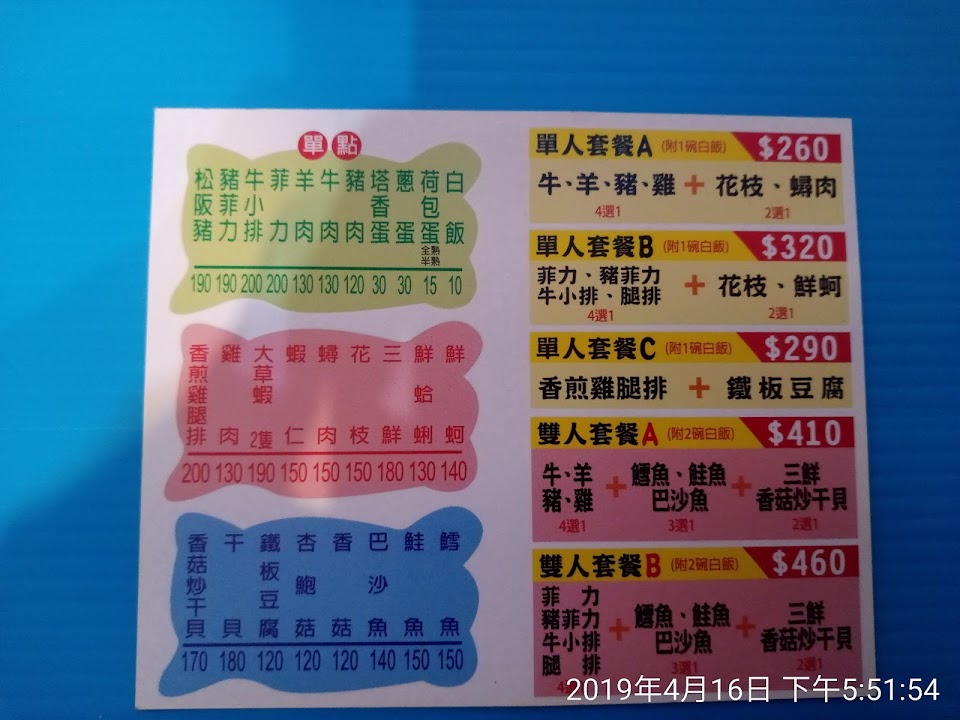 單點
松阪豬
豬菲力
牛小排
菲力
羊肉
牛肉
豬肉
塔香蛋
蔥蛋
荷包蛋
全熟
半熟
白飯
190 190 200 200 130 130 120 30 30 15 10
香煎雞腿排
雞肉
大草蝦2隻
蝦仁
蟳肉
花枝
三鮮
鮮蛤蜊
鮮蚵
200 130 190 150 150 150 180 130 140
香菇炒干貝
干貝
鐵板豆腐
杏鮑菇
香菇
巴沙魚
鮭魚
鱈魚
170 180 120 120 120 140 150 150
單人套餐A (附1碗白飯) $260
牛、羊、豬、雞 + 花枝、蟳肉
4選1 2選1
單人套餐B (附1碗白飯) $320
菲力、豬菲力
牛小排、腿排 + 花枝、鮮蚵
4選1 2選1
單人套餐C (附1碗白飯) $290
香煎雞腿排 + 鐵板豆腐
雙人套餐A (附2碗白飯) $410
牛、羊 鱈魚、鮭魚 三鮮
豬、雞 + 巴沙魚 + 香菇炒干貝
4選1 3選1 2選1
雙人套餐B (附2碗白飯) $460
菲力
豬菲力 鱈魚、鮭魚 三鮮
牛小排 + 巴沙魚 + 香菇炒干貝
腿排 3選1 2選1
2019年4月16日 下午5:51:54